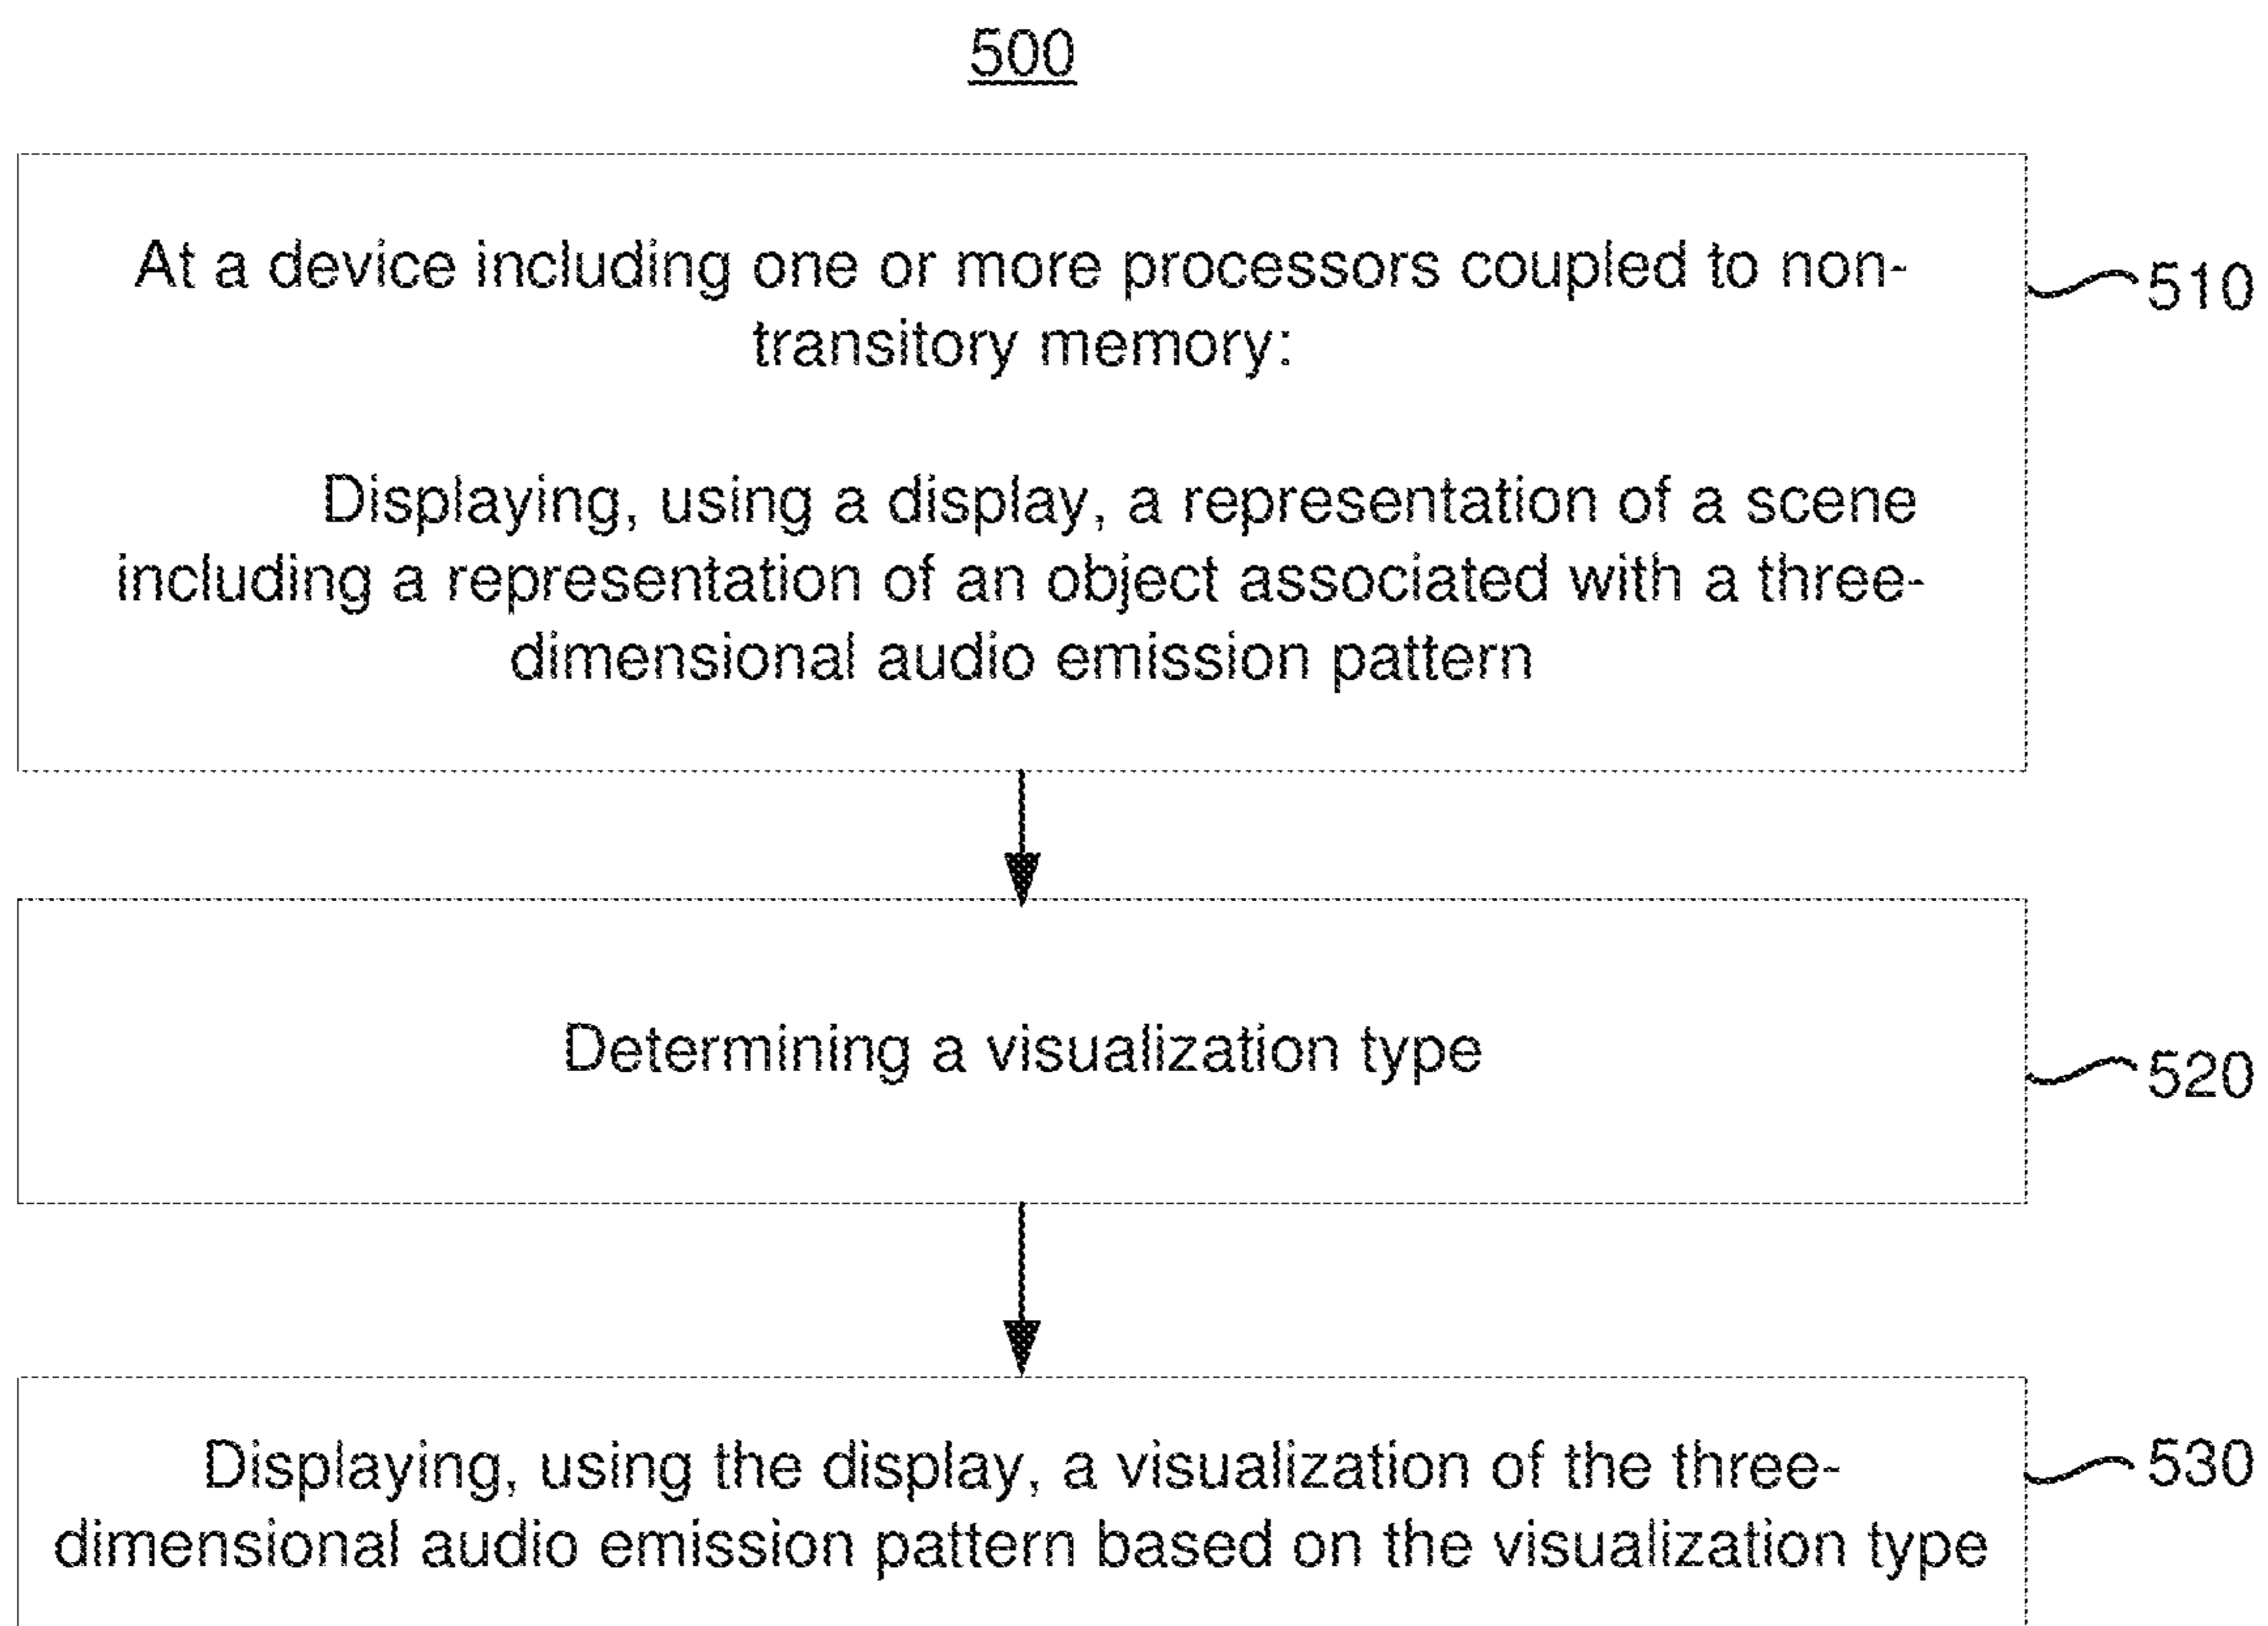 500
At a device including one or more processors coupled to non-
transitory memory:
510
Displaying, using a display, a representation of a scene
including a representation of an object associated with a three-
dimensional audio emission pattern
Determining a visualization type
520
Displaying, using the display, a visualization of the three-
dimensional audio emission pattern based on the visualization type
530